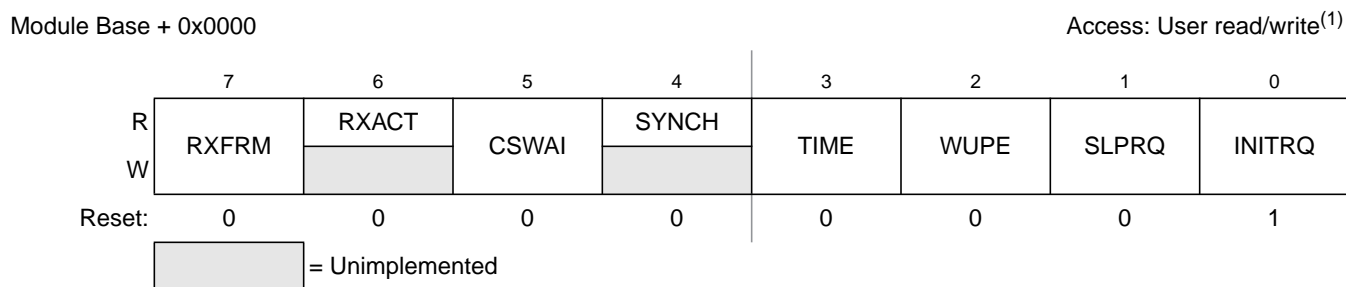 Module Base + 0x0000 Access: User read/write(1)
7 6 5 4 3 2 1 0
R RXFRM RXACT CSWAI SYNCH TIME WUPE SLPRQ INITRQ
W
Reset: 0 0 0 0 0 0 0 1
= Unimplemented